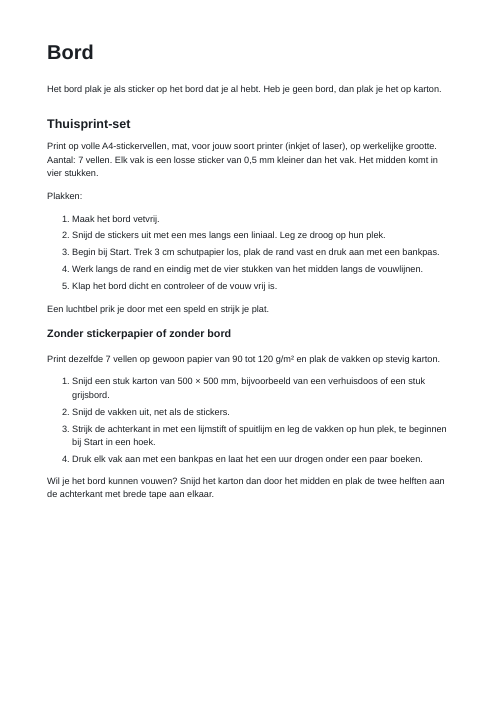 Bord
Het bord plak je als sticker op het bord dat je al hebt. Heb je geen bord, dan plak je het op karton.
Thuisprint-set
Print op volle A4-stickervellen, mat, voor jouw soort printer (inkjet of laser), op werkelijke grootte.
Aantal: 7 vellen. Elk vak is een losse sticker van 0,5 mm kleiner dan het vak. Het midden komt in
vier stukken.
Plakken:
1. Maak het bord vetvrij.
2. Snijd de stickers uit met een mes langs een liniaal. Leg ze droog op hun plek.
3. Begin bij Start. Trek 3 cm schutpapier los, plak de rand vast en druk aan met een bankpas.
4. Werk langs de rand en eindig met de vier stukken van het midden langs de vouwlijnen.
5. Klap het bord dicht en controleer of de vouw vrij is.
Een luchtbel prik je door met een speld en strijk je plat.
Zonder stickerpapier of zonder bord
Print dezelfde 7 vellen op gewoon papier van 90 tot 120 g/m² en plak de vakken op stevig karton.
1. Snijd een stuk karton van 500 × 500 mm, bijvoorbeeld van een verhuisdoos of een stuk
grijsbord.
2. Snijd de vakken uit, net als de stickers.
3. Strijk de achterkant in met een lijmstift of spuitlijm en leg de vakken op hun plek, te beginnen
bij Start in een hoek.
4. Druk elk vak aan met een bankpas en laat het een uur drogen onder een paar boeken.
Wil je het bord kunnen vouwen? Snijd het karton dan door het midden en plak de twee helften aan
de achterkant met brede tape aan elkaar.